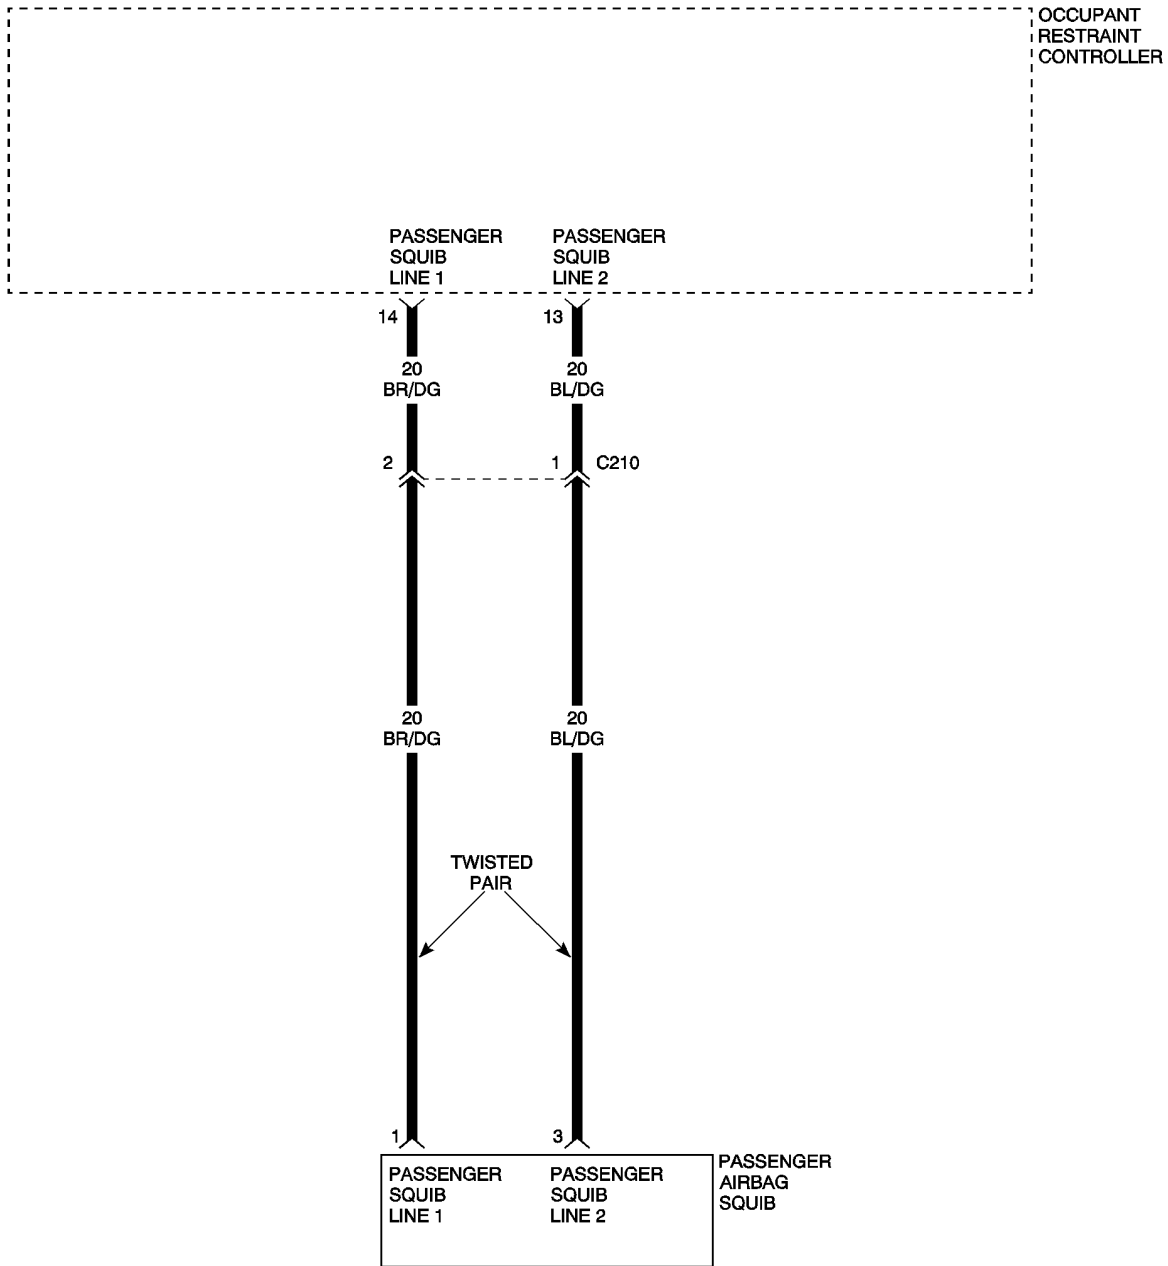 OCCUPANT
RESTRAINT
CONTROLLER
PASSENGER
SQUIB
LINE 1
PASSENGER
SQUIB
LINE 2
14
13
20
BR/DG
20
BL/DG
2
1
C210
20
BR/DG
20
BL/DG
TWISTED
PAIR
1
3
PASSENGER
SQUIB
LINE 1
PASSENGER
SQUIB
LINE 2
PASSENGER
AIRBAG
SQUIB